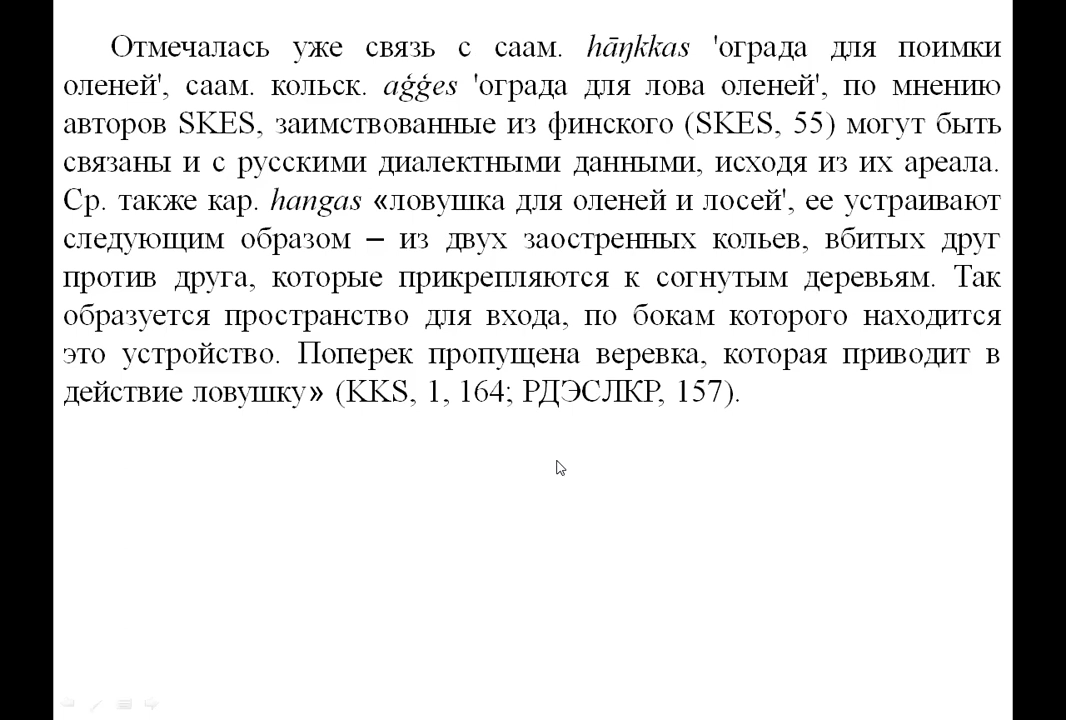 Отмечалась уже связь с саам. hāŋkkas 'ограда для поимки
оленей', саам. кольск. aģģes 'ограда для лова оленей', по мнению
авторов SKES, заимствованные из финского (SKES, 55) могут быть
связаны и с русскими диалектными данными, исходя из их ареала.
Ср. также кар. hangas «ловушка для оленей и лосей', ее устраивают
следующим образом – из двух заостренных кольев, вбитых друг
против друга, которые прикрепляются к согнутым деревьям. Так
образуется пространство для входа, по бокам которого находится
это устройство. Поперек пропущена веревка, которая приводит в
действие ловушку» (KKS, 1, 164; РДЭСЛКР, 157).